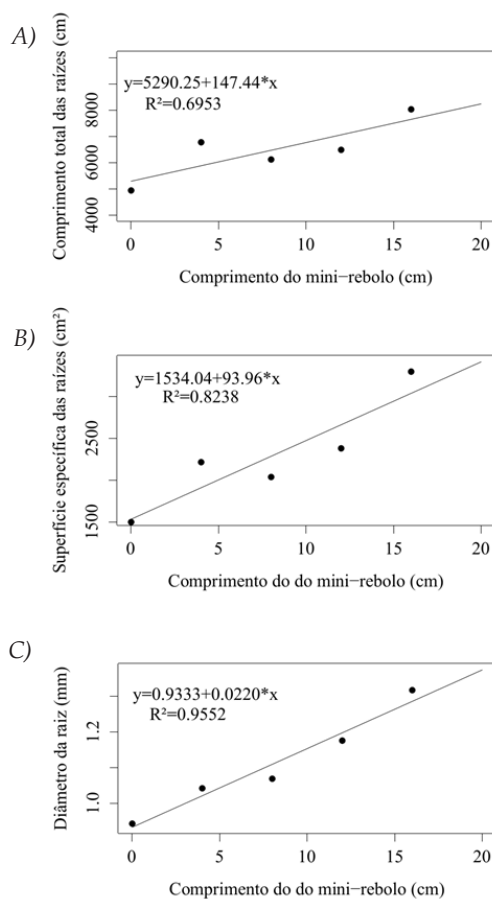 A)
Comprimento total das raízes (cm)
y=5290.25+147.44*x
R²=0.6953
8000
6000
4000
0 5 10 15 20
Comprimento do mini−rebolo (cm)
B)
Superfície específica das raízes (cm²)
y=1534.04+93.96*x
R²=0.8238
2500
1500
0 5 10 15 20
Comprimento do do mini−rebolo (cm)
C)
Diâmetro da raiz (mm)
y=0.9333+0.0220*x
R²=0.9552
1.2
1.0
0 5 10 15 20
Comprimento do do mini−rebolo (cm)